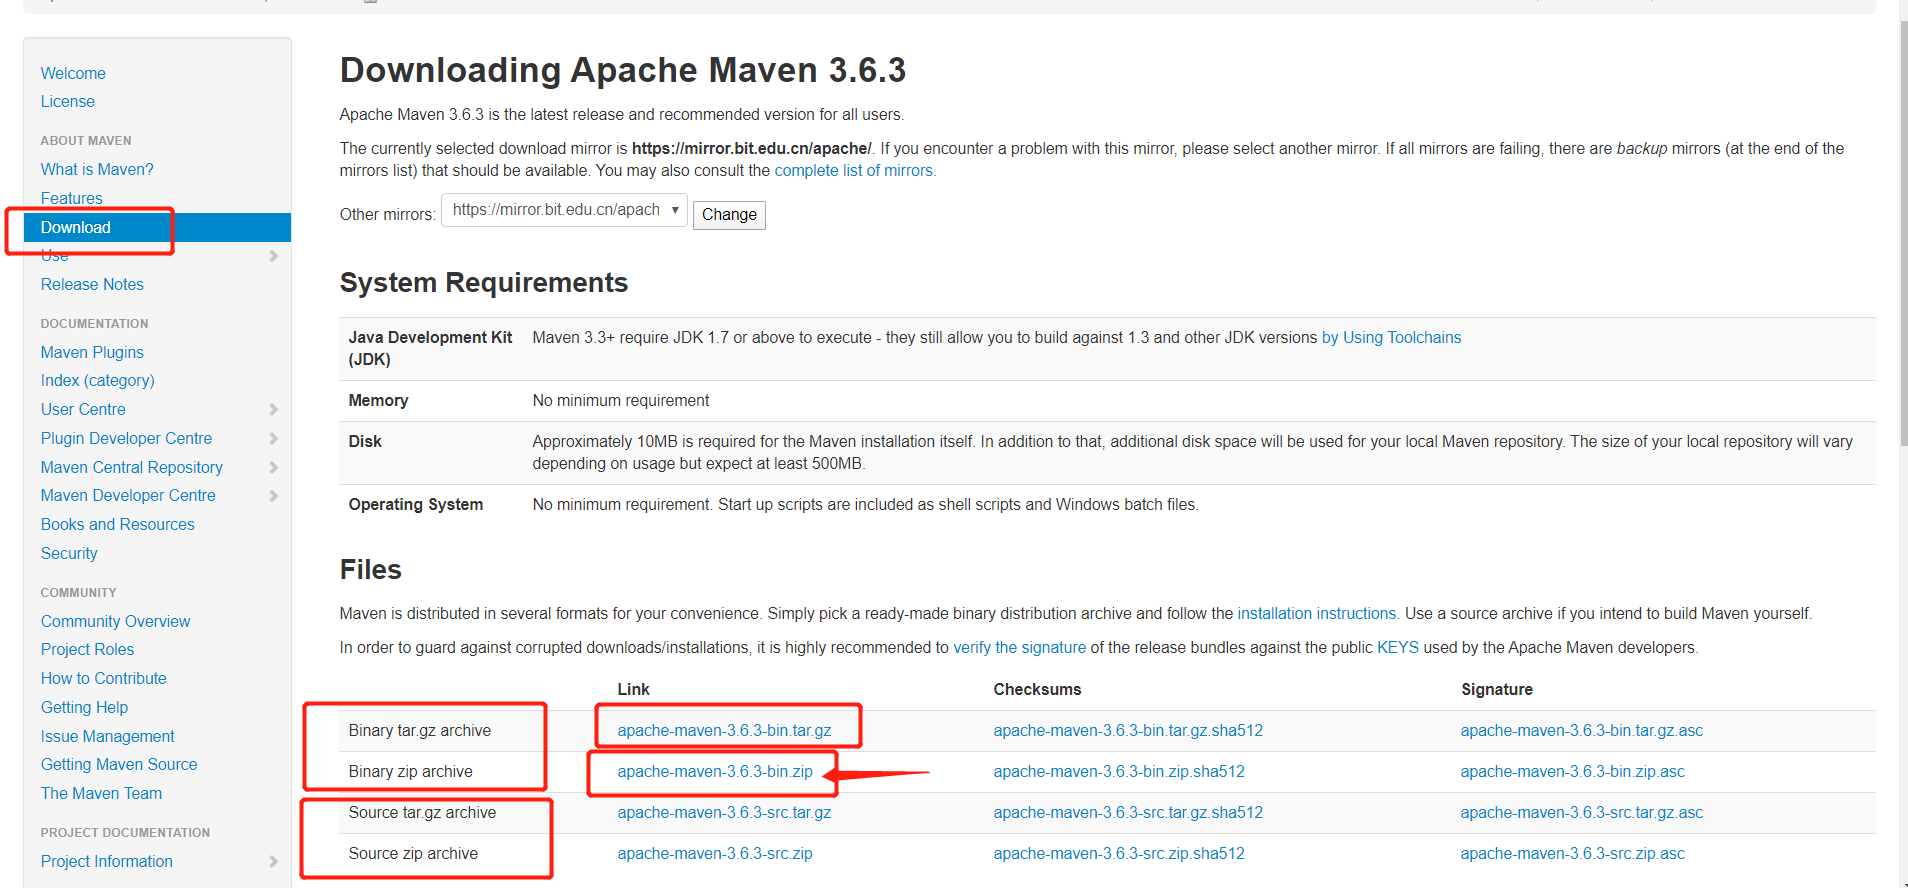 Welcome
License
ABOUT MAVEN
What is Maven?
Features
Download
Use
Release Notes
DOCUMENTATION
Maven Plugins
Index (category)
User Centre
Plugin Developer Centre
Maven Central Repository
Maven Developer Centre
Books and Resources
Security
COMMUNITY
Community Overview
Project Roles
How to Contribute
Getting Help
Issue Management
Getting Maven Source
The Maven Team
PROJECT DOCUMENTATION
Project Information
Downloading Apache Maven 3.6.3
Apache Maven 3.6.3 is the latest release and recommended version for all users.
The currently selected download mirror is https://mirror.bit.edu.cn/apache/. If you encounter a problem with this mirror, please select another mirror. If all mirrors are failing, there are backup mirrors (at the end of the
mirrors list) that should be available. You may also consult the complete list of mirrors.
Other mirrors: https://mirror.bit.edu.cn/apach Change
System Requirements
Java Development Kit Maven 3.3+ require JDK 1.7 or above to execute - they still allow you to build against 1.3 and other JDK versions by Using Toolchains
(JDK)
Memory No minimum requirement
Disk Approximately 10MB is required for the Maven installation itself. In addition to that, additional disk space will be used for your local Maven repository. The size of your local repository will vary
depending on usage but expect at least 500MB.
Operating System No minimum requirement. Start up scripts are included as shell scripts and Windows batch files.
Files
Maven is distributed in several formats for your convenience. Simply pick a ready-made binary distribution archive and follow the installation instructions. Use a source archive if you intend to build Maven yourself.
In order to guard against corrupted downloads/installations, it is highly recommended to verify the signature of the release bundles against the public KEYS used by the Apache Maven developers.
Link Checksums Signature
Binary tar.gz archive apache-maven-3.6.3-bin.tar.gz apache-maven-3.6.3-bin.tar.gz.sha512 apache-maven-3.6.3-bin.tar.gz.asc
Binary zip archive apache-maven-3.6.3-bin.zip apache-maven-3.6.3-bin.zip.sha512 apache-maven-3.6.3-bin.zip.asc
Source tar.gz archive apache-maven-3.6.3-src.tar.gz apache-maven-3.6.3-src.tar.gz.sha512 apache-maven-3.6.3-src.tar.gz.asc
Source zip archive apache-maven-3.6.3-src.zip apache-maven-3.6.3-src.zip.sha512 apache-maven-3.6.3-src.zip.asc